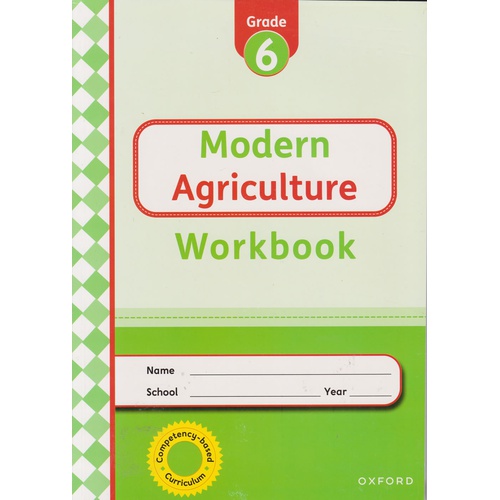 Grade
6
Modern
Agriculture
Workbook
Name
School Year
Competency-based
Curriculum
OXFORD